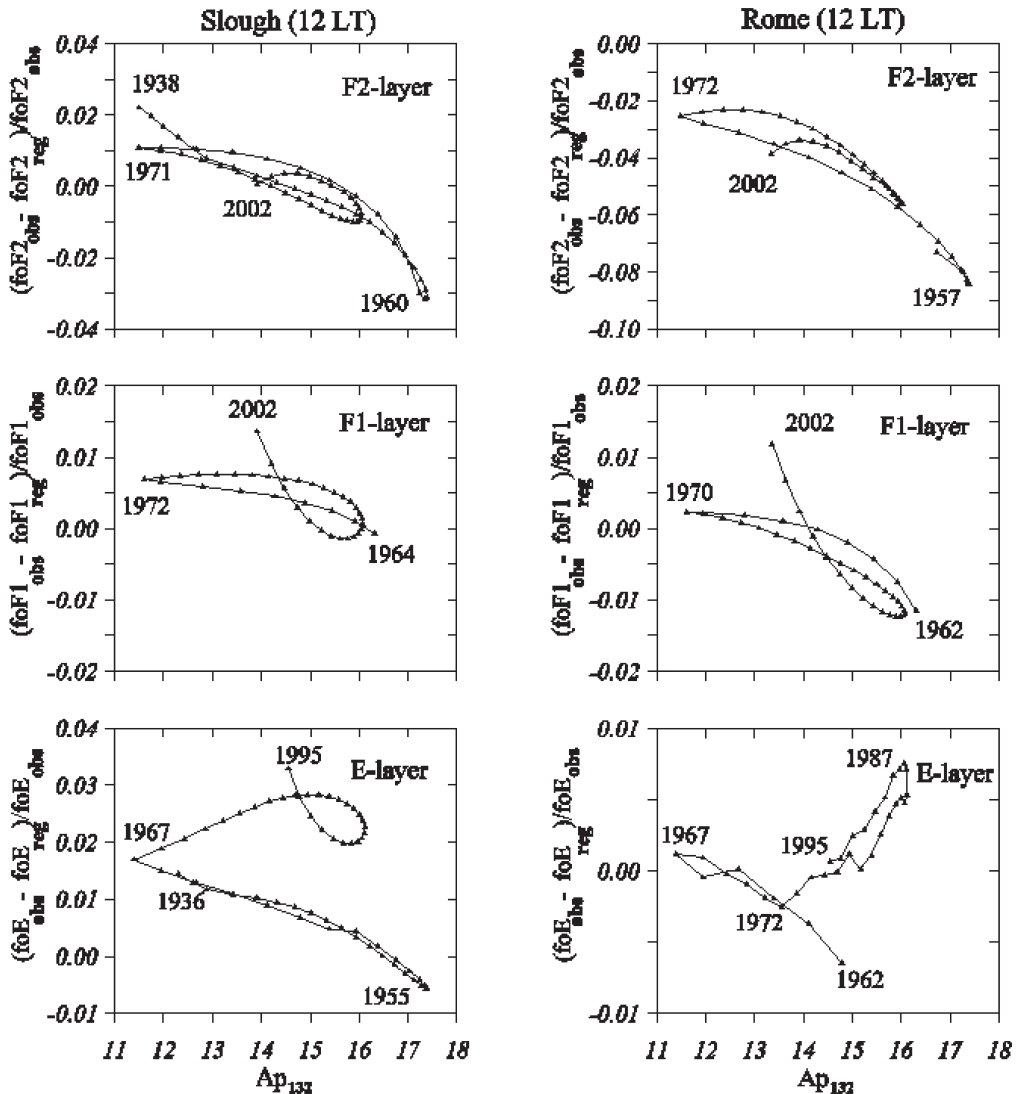 Slough (12 LT)
Rome (12 LT)
(foF2obs - foF2reg)/foF2obs
0.04
0.02
0.00
-0.02
-0.04
1938
F2-layer
1971
2002
1960
(foF2obs - foF2reg)/foF2obs
0.00
-0.02
-0.04
-0.06
-0.08
-0.10
1972
F2-layer
2002
1957
(foF1obs - foF1reg)/foF1obs
0.02
0.01
0.00
-0.01
-0.02
2002
F1-layer
1972
1964
(foF1obs - foF1reg)/foF1obs
0.02
0.01
0.00
-0.01
-0.02
2002
F1-layer
1970
1962
(foEobs - foEreg)/foEobs
0.04
0.03
0.02
0.01
0.00
-0.01
1995
E-layer
1967
1936
1955
11 12 13 14 15 16 17 18
Ap132
(foEobs - foEreg)/foEobs
0.01
0.00
-0.01
1987
E-layer
1967
1995
1972
1962
11 12 13 14 15 16 17 18
Ap132